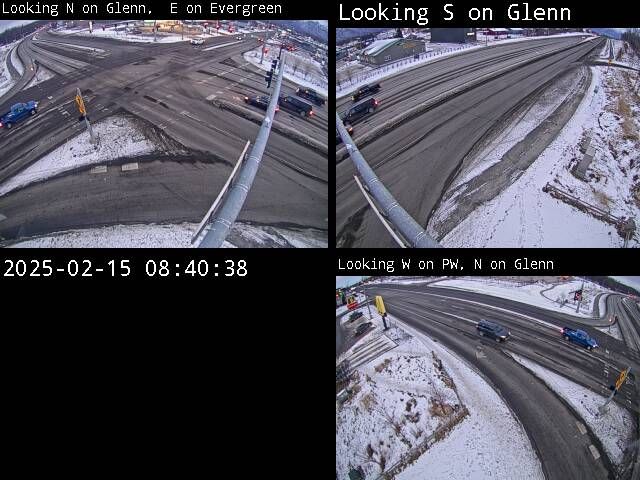 Looking N on Glenn,  E on Evergreen
Looking S on Glenn
2025-02-15 08:40:38
Looking W on PW, N on Glenn